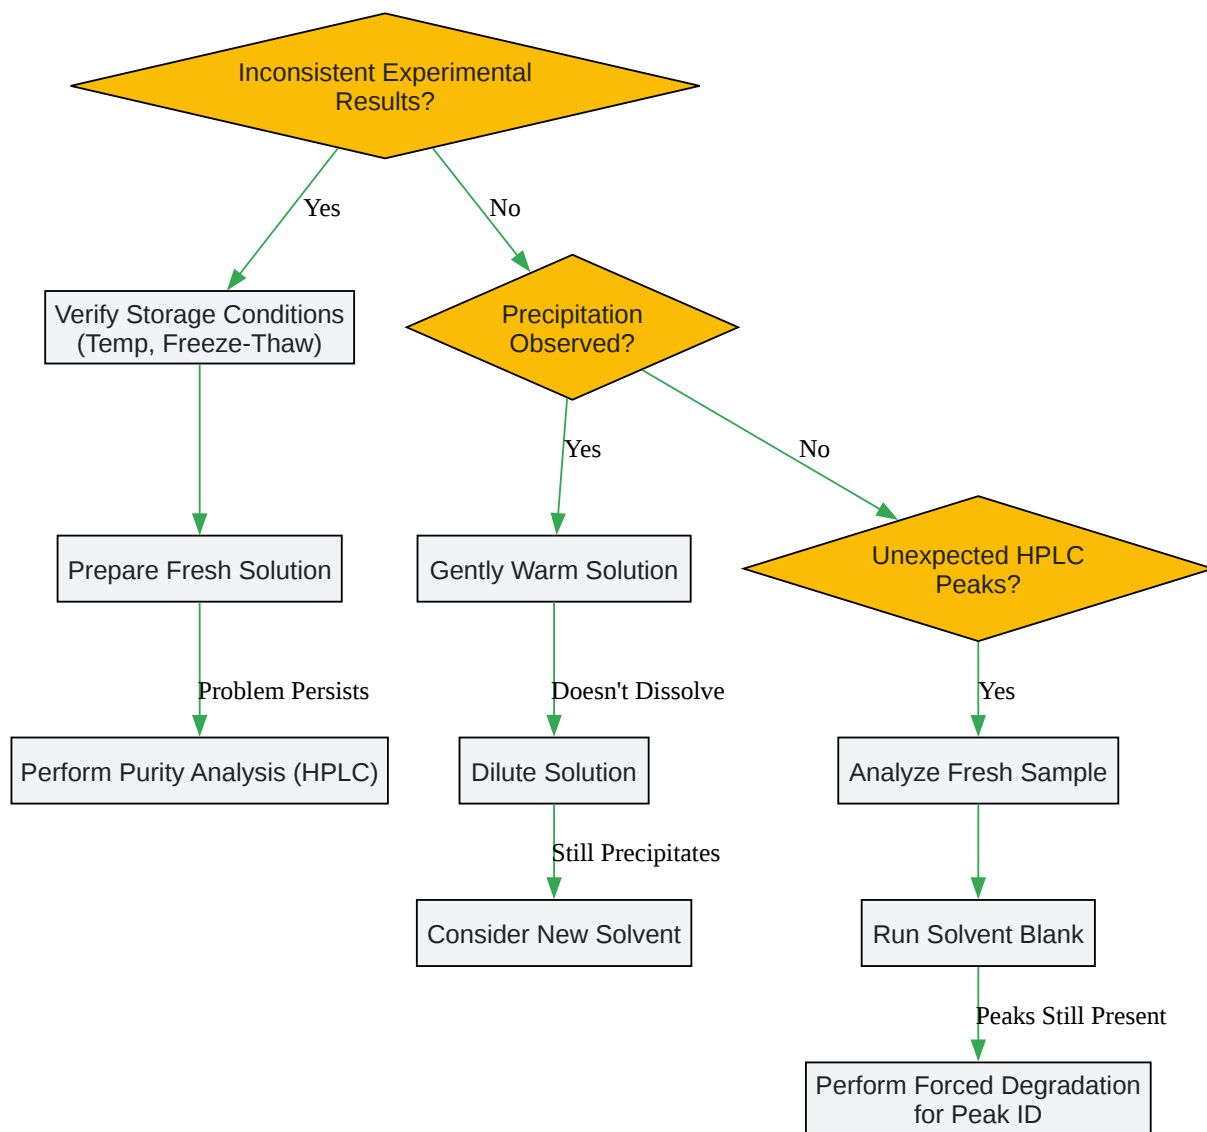 Inconsistent Experimental
Results?
Yes
No
Verify Storage Conditions
(Temp, Freeze-Thaw)
Precipitation
Observed?
Yes
No
Prepare Fresh Solution
Gently Warm Solution
Unexpected HPLC
Peaks?
Problem Persists
Doesn't Dissolve
Yes
Perform Purity Analysis (HPLC)
Dilute Solution
Analyze Fresh Sample
Still Precipitates
Consider New Solvent
Run Solvent Blank
Peaks Still Present
Perform Forced Degradation
for Peak ID